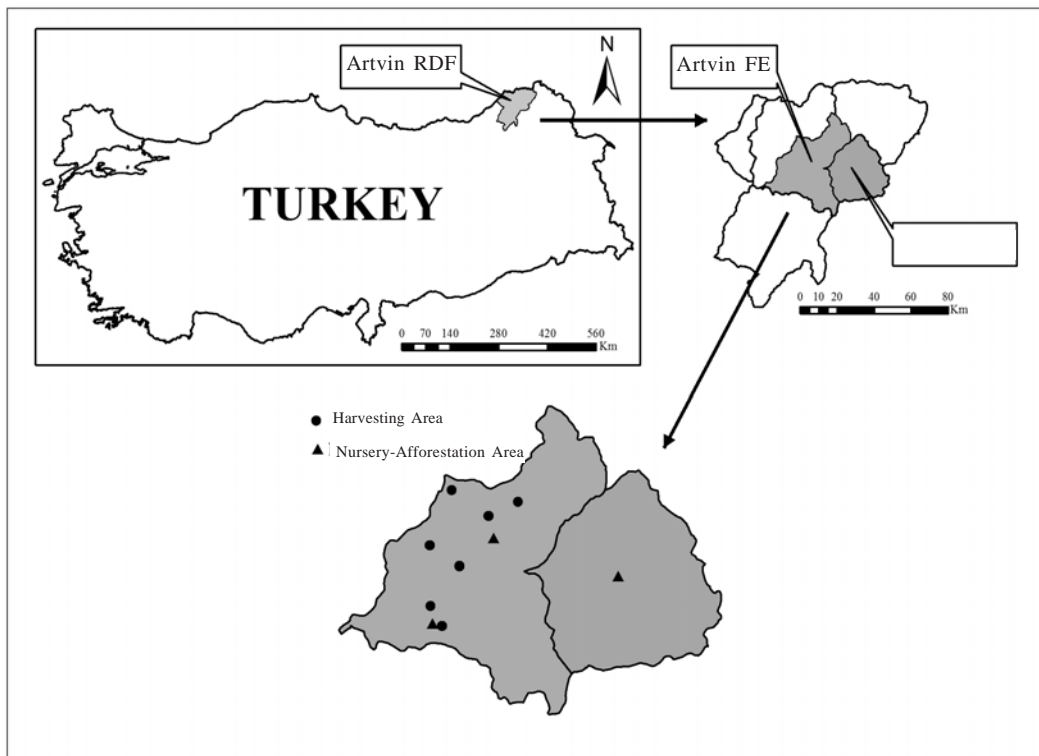 Artvin RDF
N
Artvin FE
TURKEY
0 70 140 280 420 560
Km
0 10 20 40 60 80
Km
Harvesting Area
Nursery-Afforestation Area